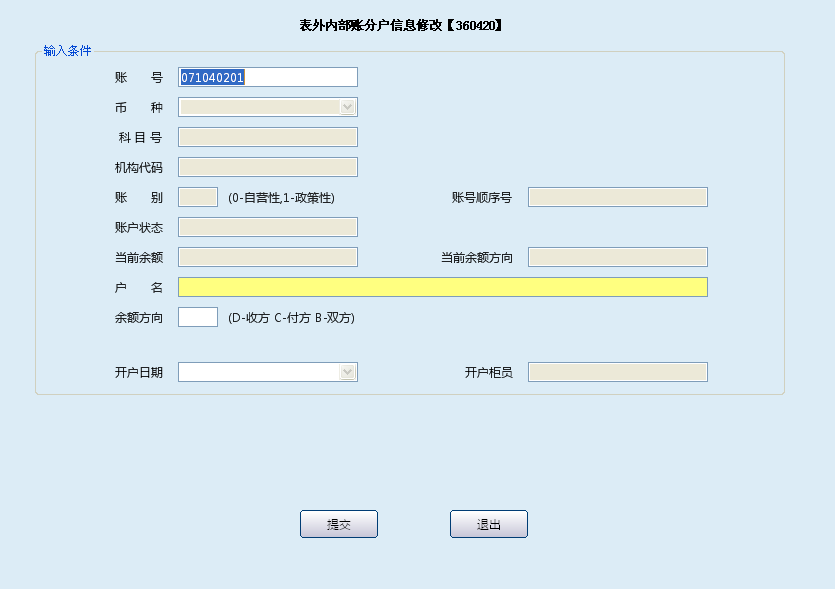 表外内部账分户信息修改【360420】
输入条件
账 号 071040201
币 种
科 目 号
机构代码
账 别 (0-自营性,1-政策性) 账号顺序号
账户状态
当前余额 当前余额方向
户 名
余额方向 (D-收方 C-付方 B-双方)
开户日期 开户柜员
提交 退出